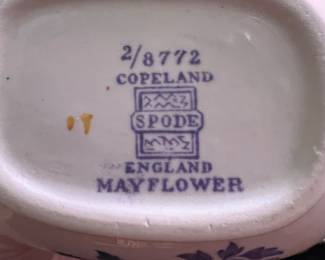 2/8772
COPELAND
SPODE
ENGLAND
MAYFLOWER